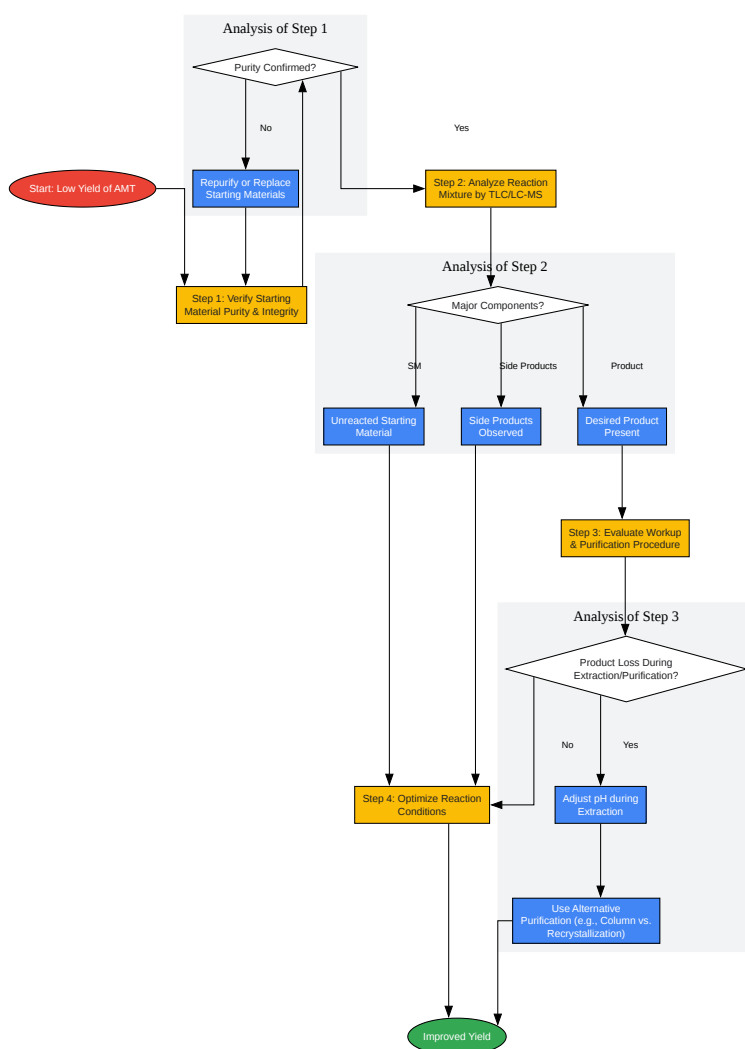 Analysis of Step 1
Purity Confirmed?
No
Yes
Start: Low Yield of AMT
Repurify or Replace
Starting Materials
Step 2: Analyze Reaction
Mixture by TLC/LC-MS
Analysis of Step 2
Step 1: Verify Starting
Material Purity & Integrity
Major Components?
SM
Side Products
Product
Unreacted Starting
Material
Side Products
Observed
Desired Product
Present
Step 3: Evaluate Workup
& Purification Procedure
Analysis of Step 3
Product Loss During
Extraction/Purification?
No
Yes
Step 4: Optimize Reaction
Conditions
Adjust pH during
Extraction
Use Alternative
Purification (e.g., Column vs.
Recrystallization)
Improved Yield